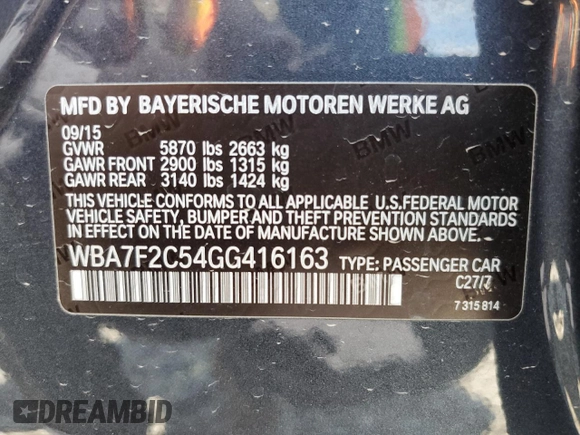 MFD BY BAYERISCHE MOTOREN WERKE AG
09/15
GVWR 5870 lbs 2663 kg
GAWR FRONT 2900 lbs 1315 kg
GAWR REAR 3140 lbs 1424 kg
THIS VEHICLE CONFORMS TO ALL APPLICABLE U.S.FEDERAL MOTOR
VEHICLE SAFETY, BUMPER AND THEFT PREVENTION STANDARDS
IN EFFECT ON THE DATE OF MANUFACTURE SHOWN ABOVE.
WBA7F2C54GG416163 TYPE: PASSENGER CAR
C27/7
7 315 814
BMW
BMW
DREAMBID